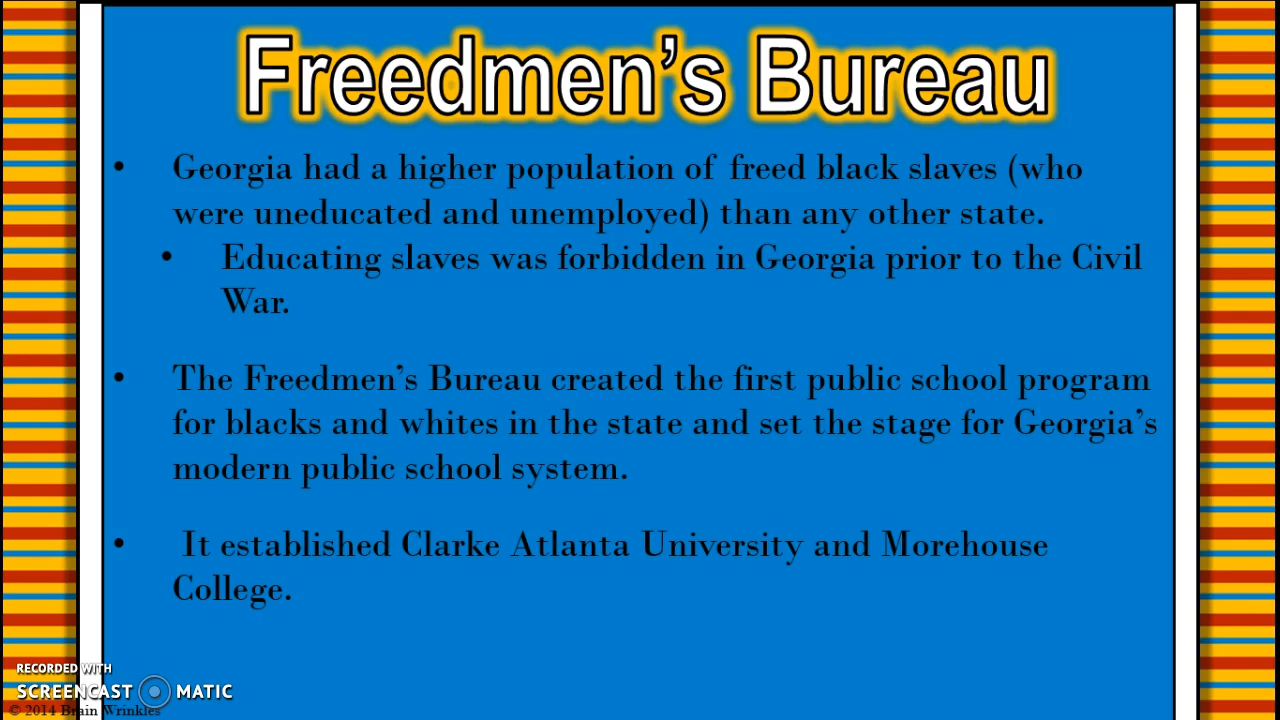 Freedmen’s Bureau
• Georgia had a higher population of freed black slaves (who
were uneducated and unemployed) than any other state.
• Educating slaves was forbidden in Georgia prior to the Civil
War.
• The Freedmen’s Bureau created the first public school program
for blacks and whites in the state and set the stage for Georgia’s
modern public school system.
• It established Clarke Atlanta University and Morehouse
College.
RECORDED WITH
SCREENCAST MATIC
© 2014 Brain Wrinkles